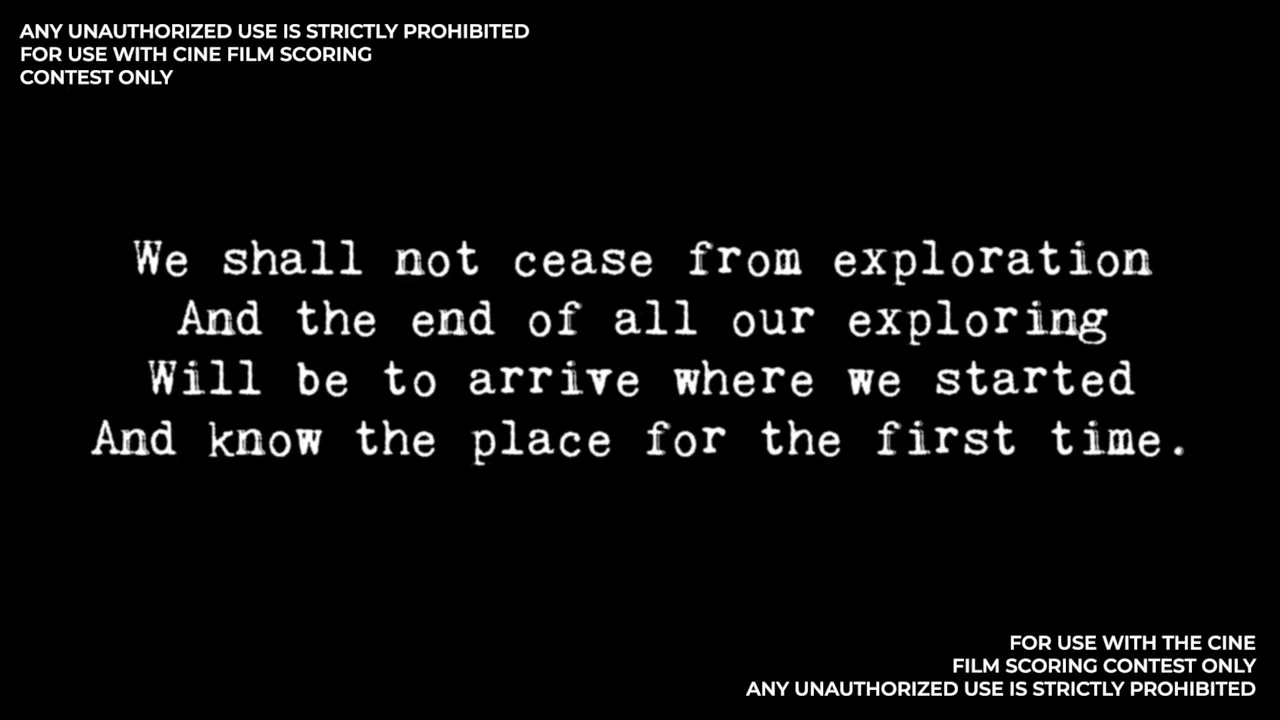 ANY UNAUTHORIZED USE IS STRICTLY PROHIBITED
FOR USE WITH CINE FILM SCORING
CONTEST ONLY
We shall not cease from exploration
And the end of all our exploring
Will be to arrive where we started
And know the place for the first time.
FOR USE WITH THE CINE
FILM SCORING CONTEST ONLY
ANY UNAUTHORIZED USE IS STRICTLY PROHIBITED